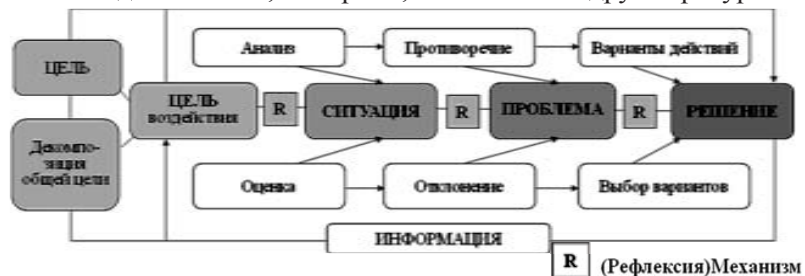 Анализ
Противоречие
Варианты действий
ЦЕЛЬ
ЦЕЛЬ
воздействия
R
СИТУАЦИЯ
R
ПРОБЛЕМА
R
РЕШЕНИЕ
Декомпо-
зиция
общей цели
Оценка
Отклонение
Выбор вариантов
ИНФОРМАЦИЯ
R (Рефлексия)Механизм